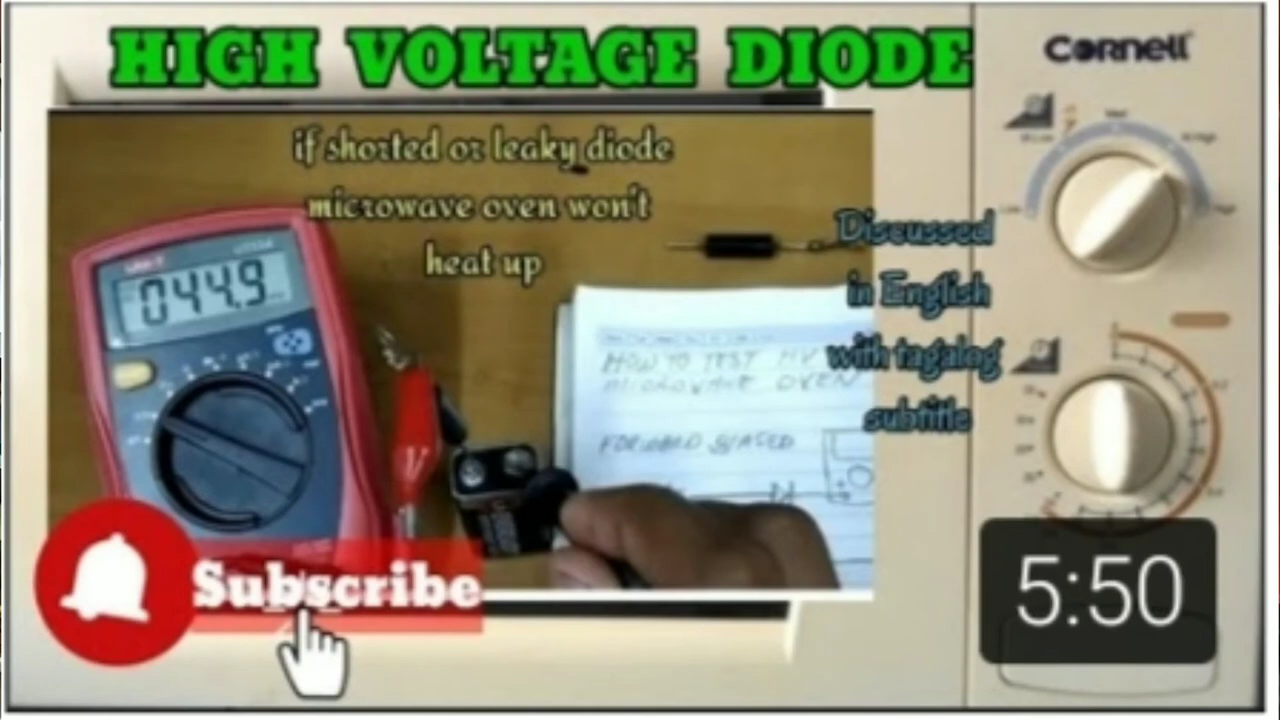 HIGH VOLTAGE DIODE
Cornell
if shorted or leaky diode
microwave oven won't
heat up
Discussed
in English
with tagalog
subtitle
044.9
HOW TO TEST HV
MICROWAVE OVEN
FORWARD BIASED
Subscribe
5:50